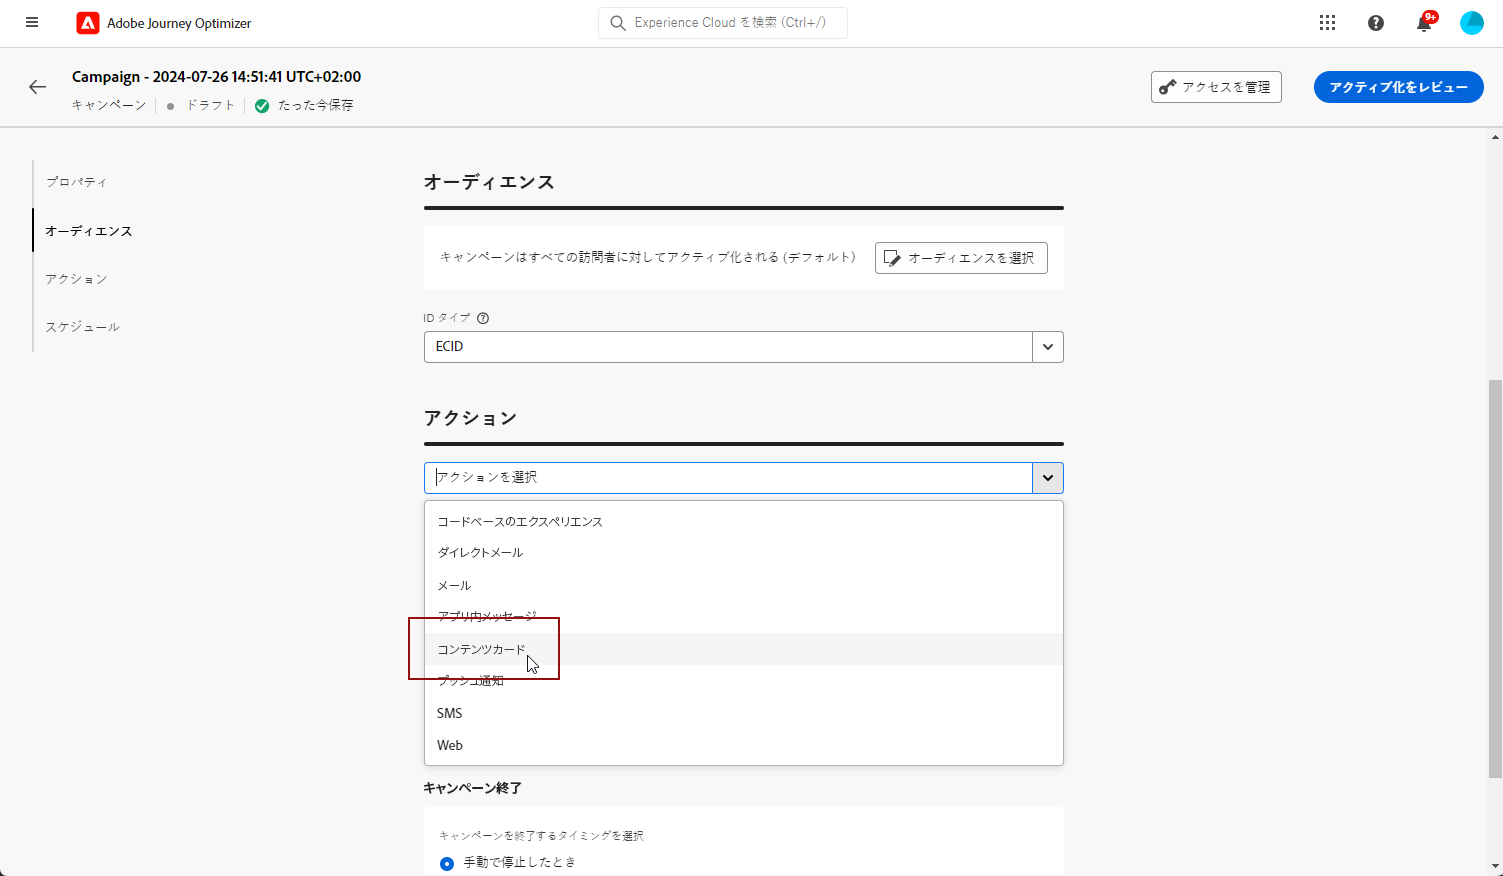 Adobe Journey Optimizer
Experience Cloud を検索 (Ctrl+/)
9+
Campaign - 2024-07-26 14:51:41 UTC+02:00
キャンペーン
ドラフト
たった今保存
アクセスを管理
アクティブ化をレビュー
プロパティ
オーディエンス
アクション
スケジュール
オーディエンス
キャンペーンはすべての訪問者に対してアクティブ化される (デフォルト)
オーディエンスを選択
ID タイプ
ECID
アクション
アクションを選択
コードベースのエクスペリエンス
ダイレクトメール
メール
アプリ内メッセージ
コンテンツカード
プッシュ通知
SMS
Web
キャンペーン終了
キャンペーンを終了するタイミングを選択
手動で停止したとき